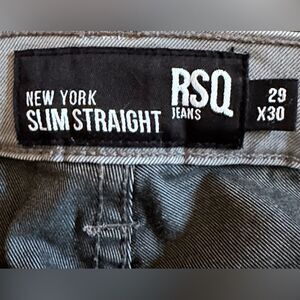 NEW YORK
SLIM STRAIGHT
RSQ
JEANS
29
X30